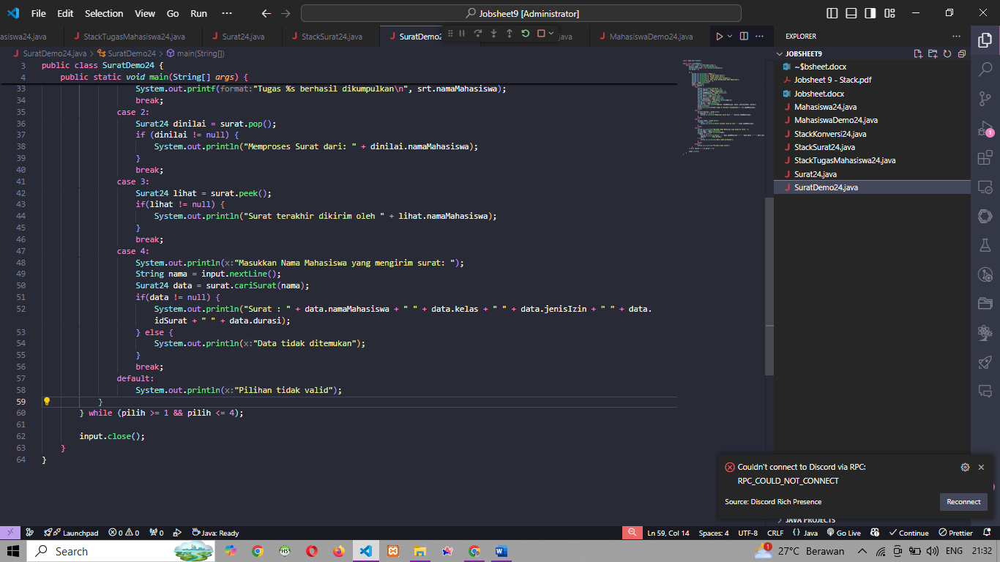 File Edit Selection View Go Run ··· Jobsheet9 [Administrator]
asiswa24.java StackTugasMahasiswa24.java Surat24.java StackSurat24.java SuratDemo2 java MahasiswaDemo24.java
SuratDemo24.java > SuratDemo24 > main(String[])
3 public class SuratDemo24 {
4 public static void main(String[] args) {
33 System.out.printf(format:"Tugas %s berhasil dikumpulkan\n", srt.namaMahasiswa);
34 break;
35 case 2:
36 Surat24 dinilai = surat.pop();
37 if (dinilai != null) {
38 System.out.println("Memproses Surat dari: " + dinilai.namaMahasiswa);
39 }
40 break;
41 case 3:
42 Surat24 lihat = surat.peek();
43 if(lihat != null) {
44 System.out.println("Surat terakhir dikirim oleh " + lihat.namaMahasiswa);
45 }
46 break;
47 case 4:
48 System.out.println(x:"Masukkan Nama Mahasiswa yang mengirim surat: ");
49 String nama = input.nextLine();
50 Surat24 data = surat.cariSurat(nama);
51 if(data != null) {
52 System.out.println("Surat : " + data.namaMahasiswa + " " + data.kelas + " " + data.jenisIzin + " " + data.
idSurat + " " + data.durasi);
53 } else {
54 System.out.println(x:"Data tidak ditemukan");
55 }
56 break;
57 default:
58 System.out.println(x:"Pilihan tidak valid");
59 }
60 } while (pilih >= 1 && pilih <= 4);
61
62 input.close();
63 }
64 }
EXPLORER ···
JOBSHEET9
~$bsheet.docx
Jobsheet 9 - Stack.pdf
Jobsheet.docx
Mahasiswa24.java
MahasiswaDemo24.java
StackKonversi24.java
StackSurat24.java
StackTugasMahasiswa24.java
Surat24.java
SuratDemo24.java
1
Couldn't connect to Discord via RPC:
RPC_COULD_NOT_CONNECT
Source: Discord Rich Presence Reconnect
JAVA PROJECTS
Launchpad 0 0 0 Java: Ready Ln 59, Col 14 Spaces: 4 UTF-8 CRLF {} Java Go Live Continue Prettier
Search 1 27°C Berawan ENG 21:32